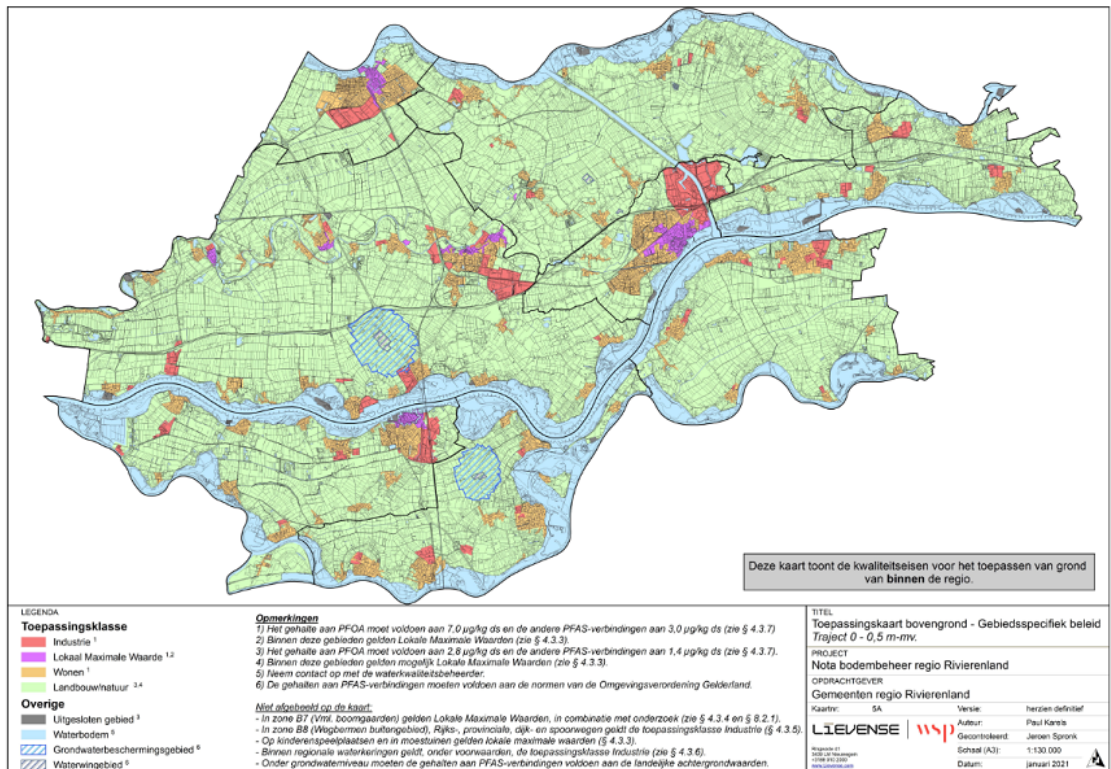 Deze kaart toont de kwaliteitseisen voor het toepassen van grond
van binnen de regio.
LEGENDA
Toepassingsklasse
Industrie ¹
Lokaal Maximale Waarde ¹,²
Wonen ¹
Landbouw/natuur ³,⁴
Overige
Uitgesloten gebied ³
Waterbodem ⁵
Grondwaterbeschermingsgebied ⁶
Waterwingebied ⁶
Opmerkingen
1) Het gehalte aan PFOA moet voldoen aan 7,0 µg/kg ds en de andere PFAS-verbindingen aan 3,0 µg/kg ds (zie § 4.3.7)
2) Binnen deze gebieden gelden Lokale Maximale Waarden (zie § 4.3.3).
3) Het gehalte aan PFOA moet voldoen aan 2,8 µg/kg ds en de andere PFAS-verbindingen aan 1,4 µg/kg ds (zie § 4.3.7).
4) Binnen deze gebieden gelden mogelijk Lokale Maximale Waarden (zie § 4.3.3).
5) Neem contact op met de waterkwaliteitsbeheerder.
6) De gehalten aan PFAS-verbindingen moeten voldoen aan de normen van de Omgevingsverordening Gelderland.
Niet afgebeeld op de kaart:
- In zone B7 (Vml. boomgaarden) gelden Lokale Maximale Waarden, in combinatie met onderzoek (zie § 4.3.4 en § 8.2.1).
- In zone B8 (Wegbermen buitengebied), Rijks-, provinciale, dijk- en spoorwegen geldt de toepassingsklasse Industrie (§ 4.3.5).
- Op kinderenspeelplaatsen en in moestuinen gelden lokale maximale waarden (§ 4.3.3).
- Binnen regionale waterkeringen geldt, onder voorwaarden, de toepassingsklasse Industrie (zie § 4.3.6).
- Onder grondwaterniveau moeten de gehalten aan PFAS-verbindingen voldoen aan de landelijke achtergrondwaarden.
TITEL
Toepassingskaart bovengrond - Gebiedsspecifiek beleid
Traject 0 - 0,5 m-mv.
PROJECT
Nota bodembeheer regio Rivierenland
OPDRACHTGEVER
Gemeenten regio Rivierenland
Kaartnr: 5A Versie: herzien definitief
LIEVENSE wsp
Auteur: Paul Karels
Gecontroleerd: Jeroen Spronk
Schaal (A3): 1:130.000
Datum: januari 2021
www.Lievense.com